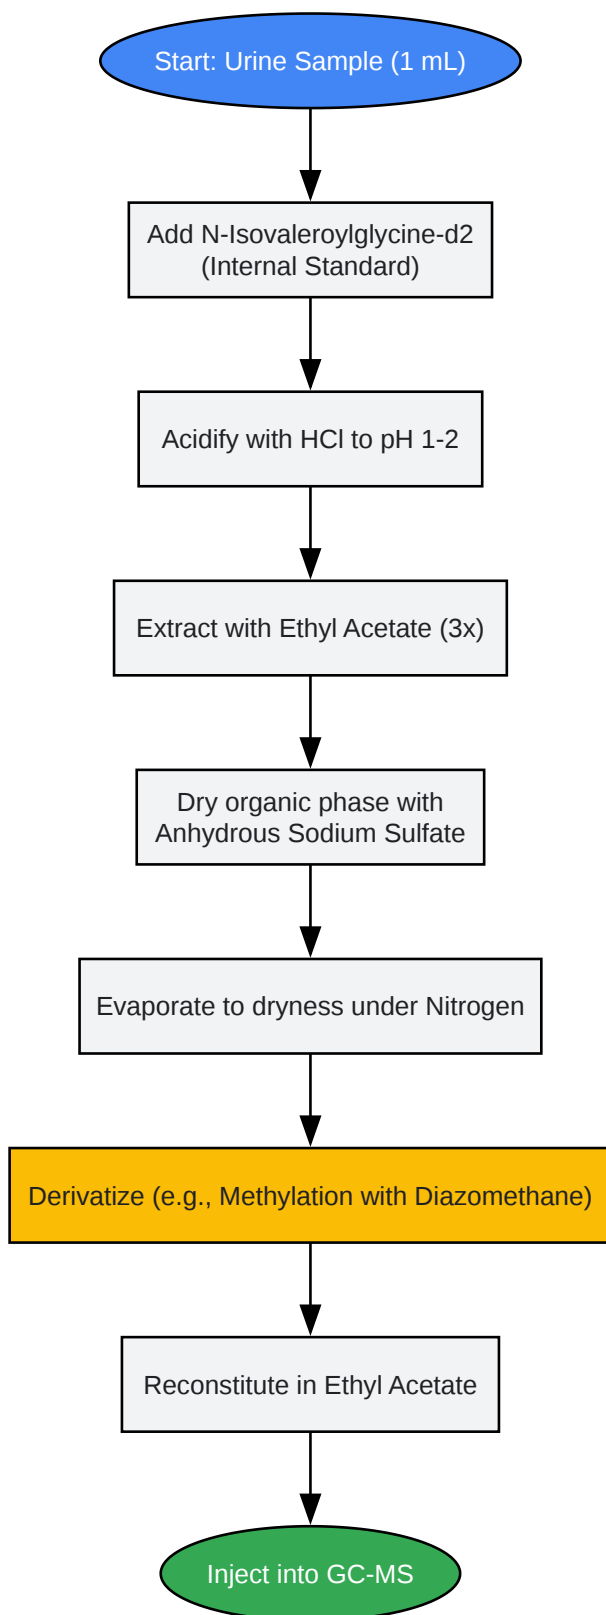 Start: Urine Sample (1 mL)
Add N-Isovaleroylglycine-d2
(Internal Standard)
Acidify with HCl to pH 1-2
Extract with Ethyl Acetate (3x)
Dry organic phase with
Anhydrous Sodium Sulfate
Evaporate to dryness under Nitrogen
Derivatize (e.g., Methylation with Diazomethane)
Reconstitute in Ethyl Acetate
Inject into GC-MS